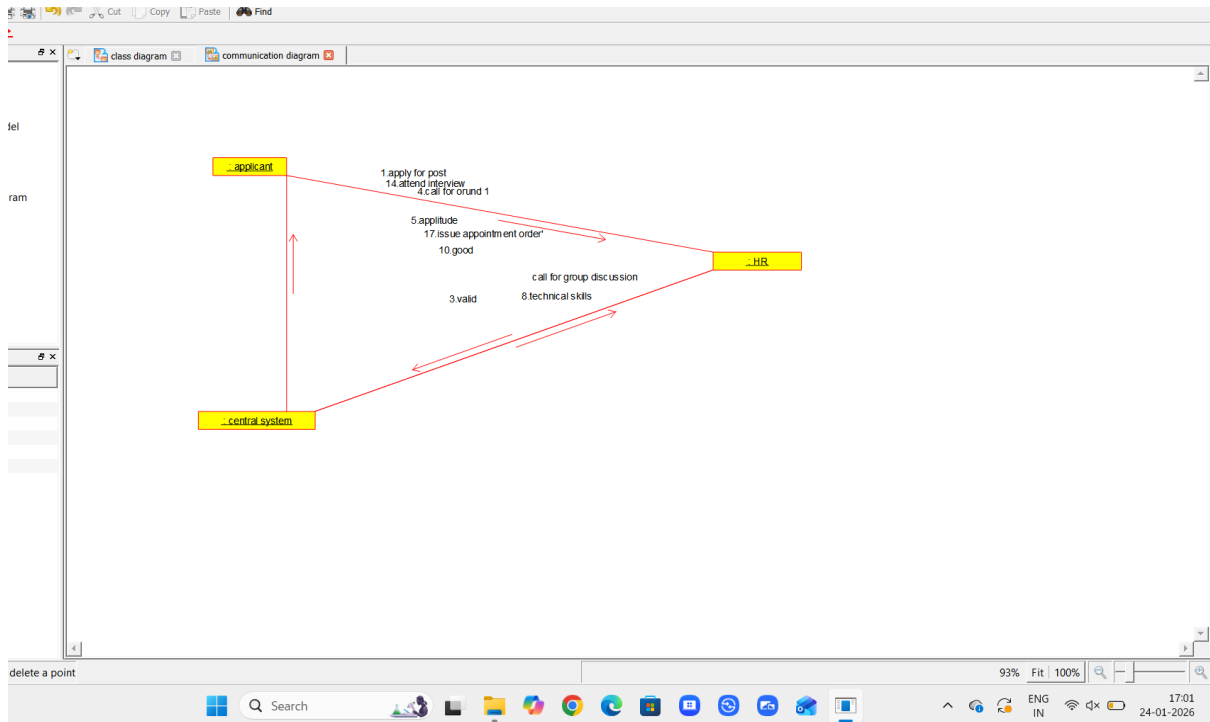 Cut Copy Paste Find
class diagram communication diagram
del
ram
: applicant
1.apply for post
14.attend interview
4.call for orund 1
5.applitude
17.issue appointment order'
10.good
: HR
call for group discussion
3.valid 8.technical skills
: central system
delete a point
93% Fit 100%
Search
ENG
IN
17:01
24-01-2026